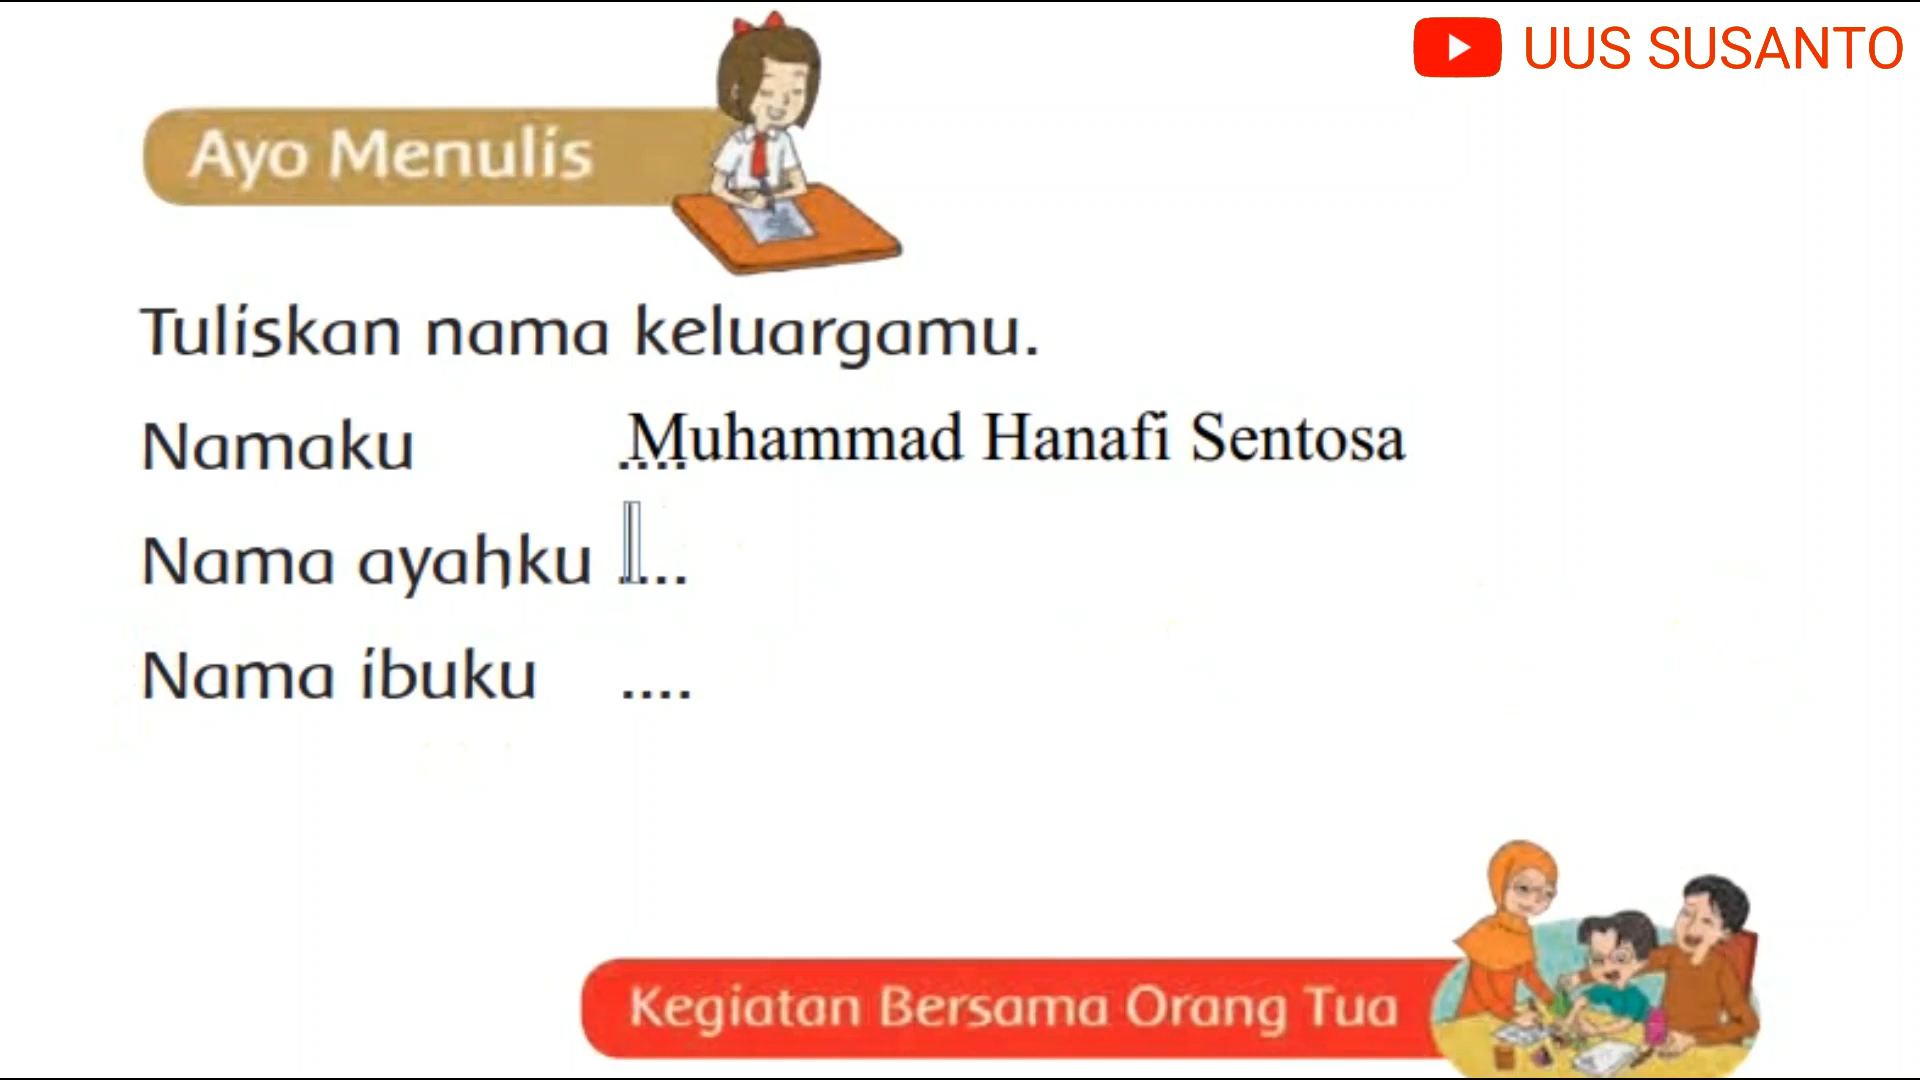 UUS SUSANTO
Ayo Menulis
Tuliskan nama keluargamu.
Namaku .... Muhammad Hanafi Sentosa
Nama ayahku ....
Nama ibuku ....
Kegiatan Bersama Orang Tua